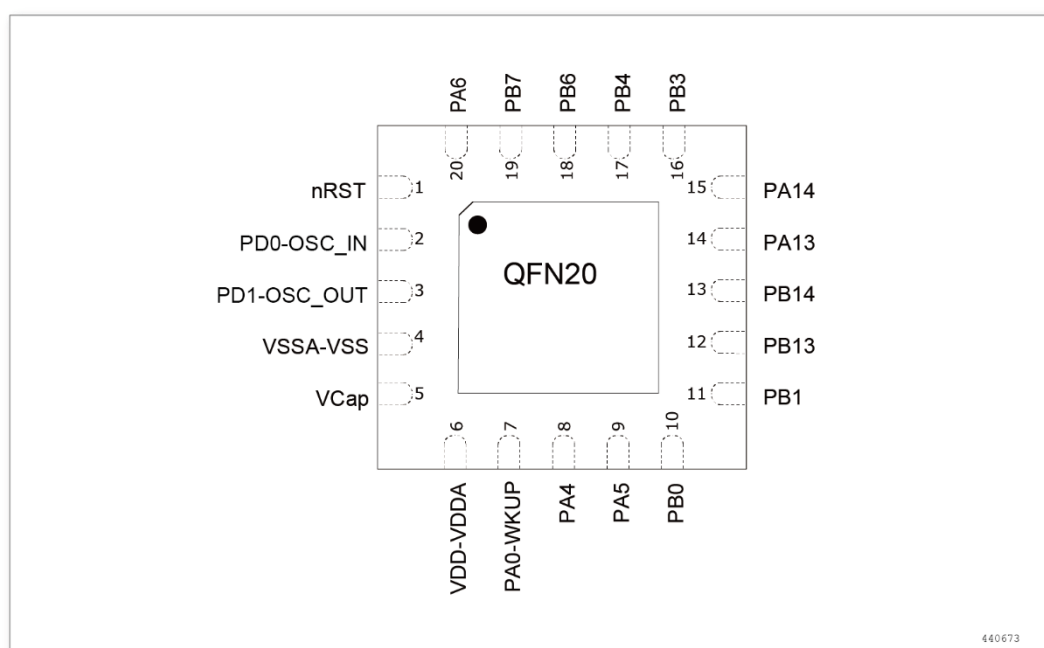 PA6 PB7 PB6 PB4 PB3
20 19 18 17 16
nRST 1 15 PA14
PD0-OSC_IN 2 14 PA13
PD1-OSC_OUT 3 QFN20 13 PB14
VSSA-VSS 4 12 PB13
VCap 5 11 PB1
6 7 8 9 10
VDD-VDDA PA0-WKUP PA4 PA5 PB0
440673